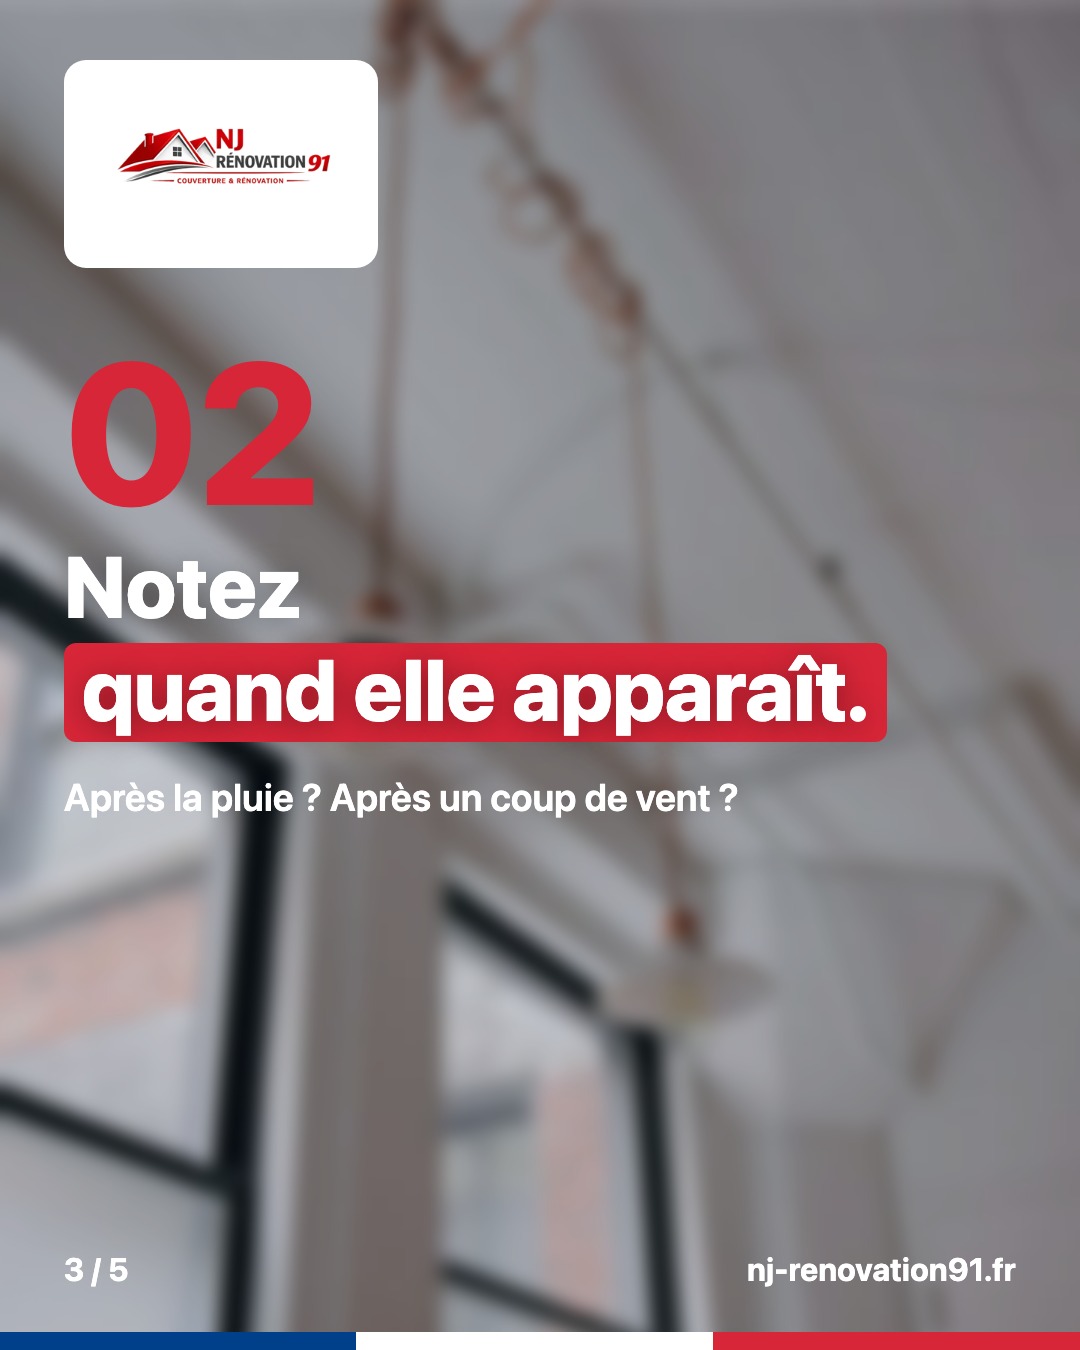 NJ
RÉNOVATION 91
COUVERTURE & RÉNOVATION
02
Notez
quand elle apparaît.
Après la pluie ? Après un coup de vent ?
3 / 5
nj-renovation91.fr